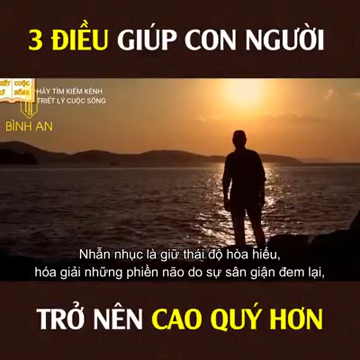 3 ĐIỀU GIÚP CON NGƯỜI
HÃY TÌM KIẾM KÊNH
TRIẾT LÝ CUỘC SỐNG
BÌNH AN
Nhẫn nhục là giữ thái độ hòa hiếu,
hóa giải những phiền não do sự sân giận đem lại,
TRỞ NÊN CAO QUÝ HƠN